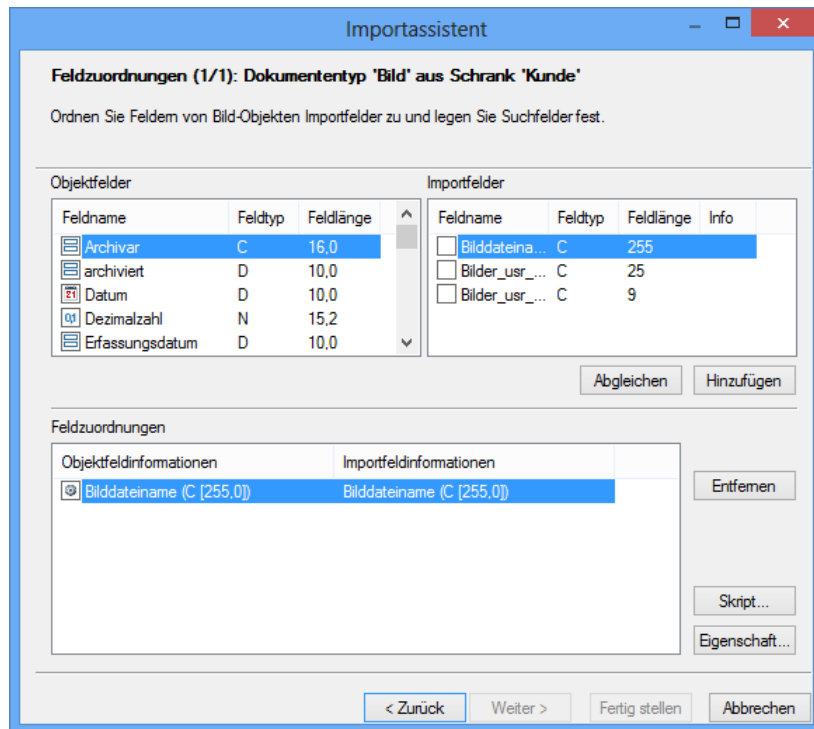 Importassistent
Feldzuordnungen (1/1): Dokumententyp 'Bild' aus Schrank 'Kunde'
Ordnen Sie Feldern von Bild-Objekten Importfelder zu und legen Sie Suchfelder fest.
Objektfelder
Feldname Feldtyp Feldlänge
Archivar C 16,0
archiviert D 10,0
21 Datum D 10,0
0,1 Dezimalzahl N 15,2
Erfassungsdatum D 10,0
Importfelder
Feldname Feldtyp Feldlänge Info
Bilddateina... C 255
Bilder_usr_... C 25
Bilder_usr_... C 9
Abgleichen Hinzufügen
Feldzuordnungen
Objektfeldinformationen Importfeldinformationen
Bilddateiname (C [255,0]) Bilddateiname (C [255,0])
Entfernen
Skript...
Eigenschaft...
< Zurück Weiter > Fertig stellen Abbrechen